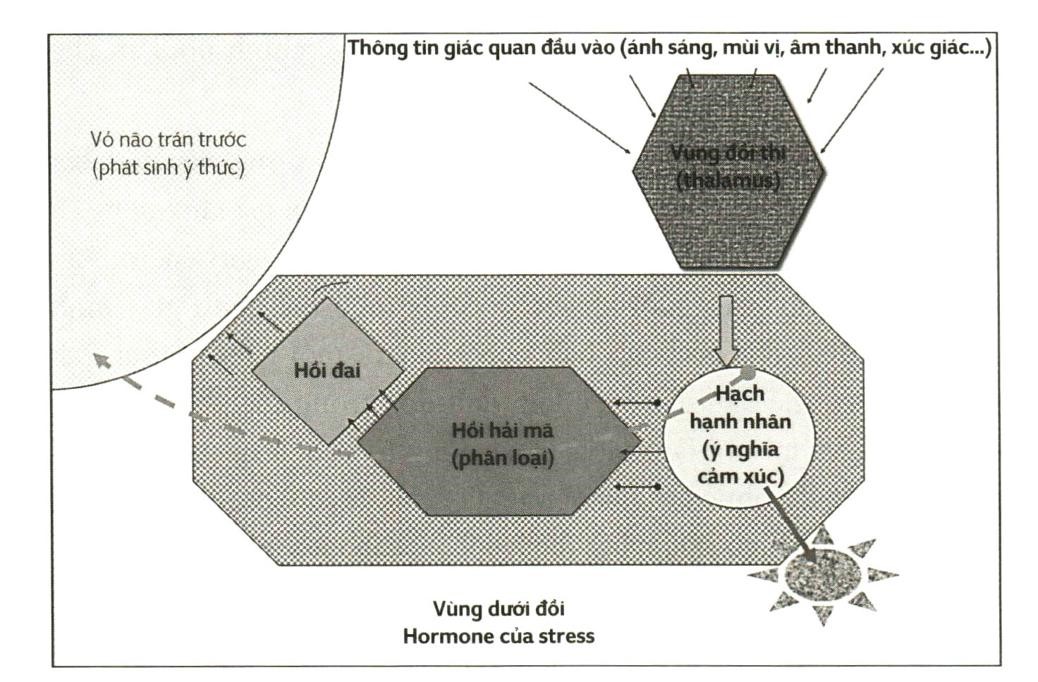 Thông tin giác quan đầu vào (ánh sáng, mùi vị, âm thanh, xúc giác...)
Vỏ não trán trước
(phát sinh ý thức)
Vùng đồi thị
(thalamus)
Hồi đai
Hồi hải mã
(phân loại)
Hạch
hạnh nhân
(ý nghĩa
cảm xúc)
Vùng dưới đồi
Hormone của stress